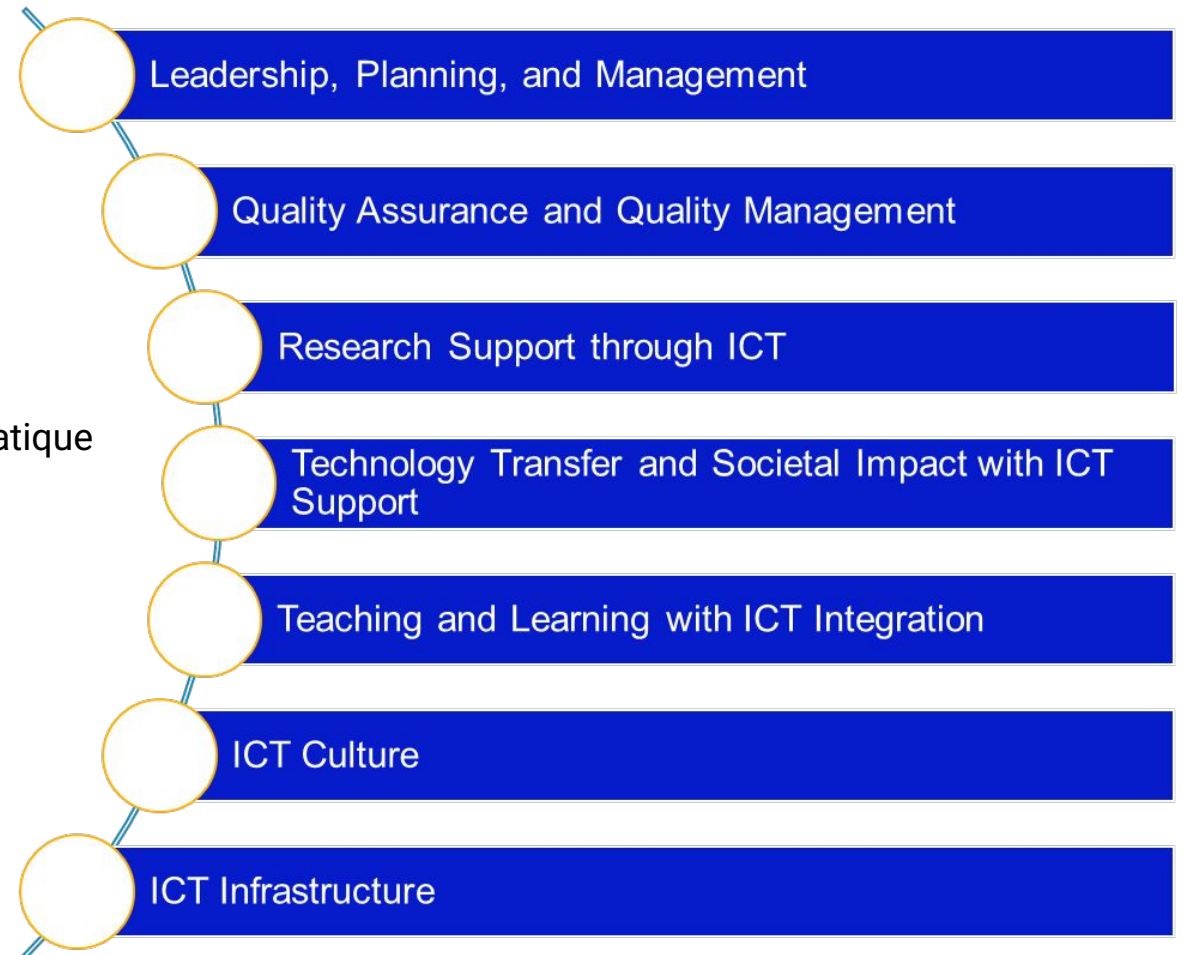 Leadership, Planning, and Management
Quality Assurance and Quality Management
Research Support through ICT
atique
Technology Transfer and Societal Impact with ICT
Support
Teaching and Learning with ICT Integration
ICT Culture
ICT Infrastructure